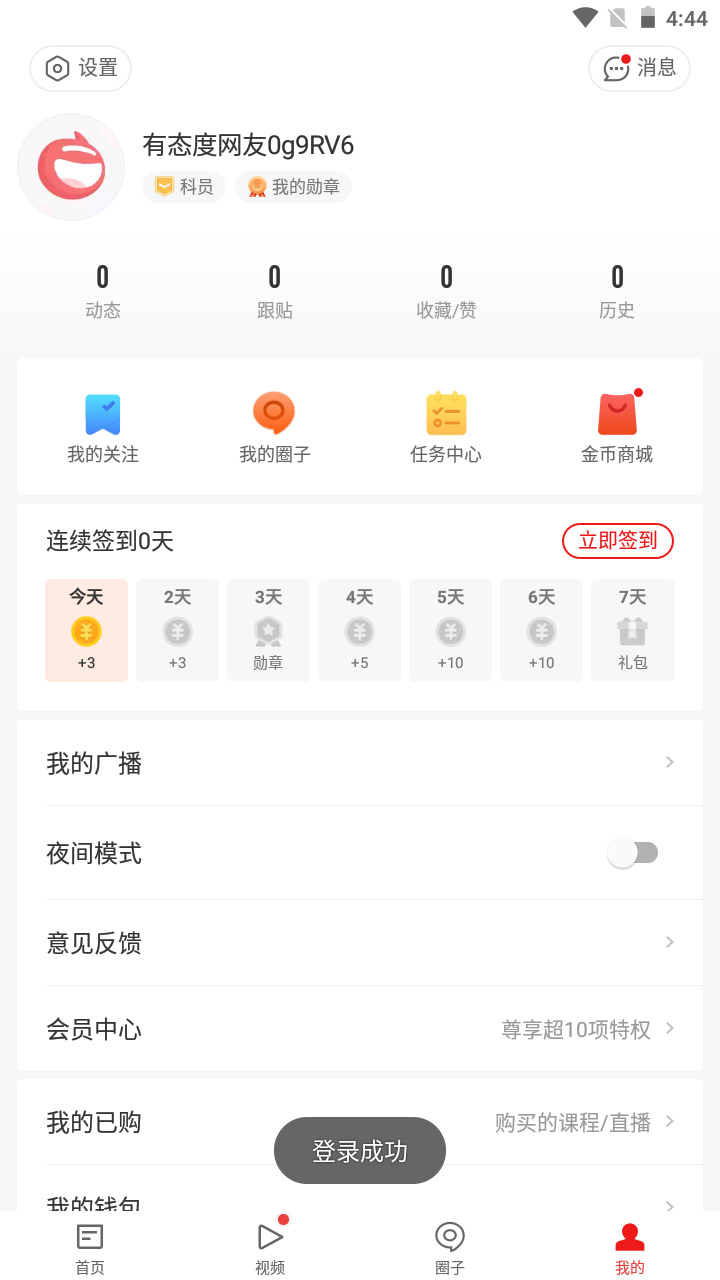 4:44
设置
消息
有态度网友0g9RV6
科员
我的勋章
0 0 0 0
动态 跟贴 收藏/赞 历史
我的关注 我的圈子 任务中心 金币商城
连续签到0天
立即签到
今天 2天 3天 4天 5天 6天 7天
+3 +3 勋章 +5 +10 +10 礼包
我的广播
夜间模式
意见反馈
会员中心 尊享超10项特权
我的已购 购买的课程/直播
登录成功
我的钱包
首页 视频 圈子 我的